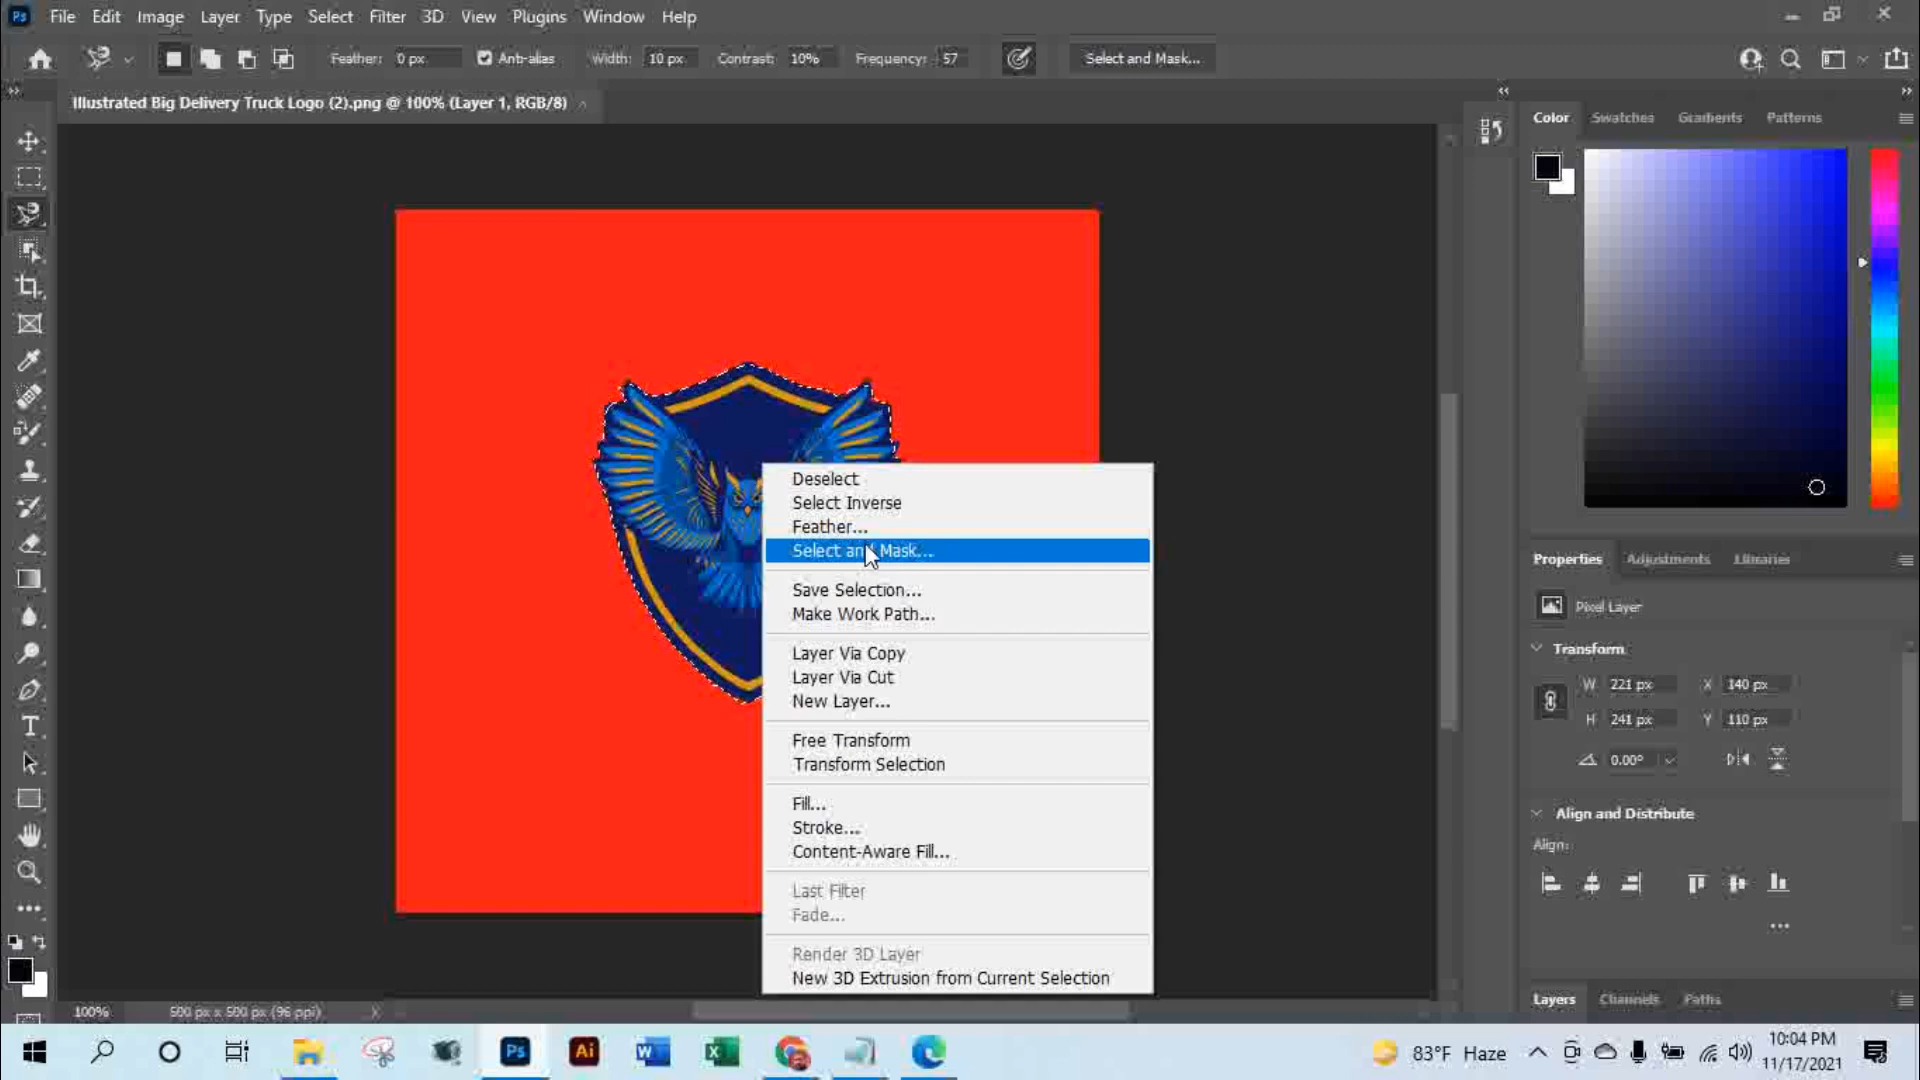 Ps File Edit Image Layer Type Select Filter 3D View Plugins Window Help
Feather: 0 px Anti-alias Width: 10 px Contrast: 10% Frequency: 57 Select and Mask...
Illustrated Big Delivery Truck Logo (2).png @ 100% (Layer 1, RGB/8)
Color Swatches Gradients Patterns
Deselect
Select Inverse
Feather...
Select and Mask...
Save Selection...
Make Work Path...
Layer Via Copy
Layer Via Cut
New Layer...
Free Transform
Transform Selection
Fill...
Stroke...
Content-Aware Fill...
Last Filter
Fade...
Render 3D Layer
New 3D Extrusion from Current Selection
Properties Adjustments Libraries
Pixel Layer
Transform
W 221 px X 140 px
H 241 px Y 110 px
0.00°
Align and Distribute
Align:
Layers Channels Paths
100% 500 px x 500 px (96 ppi)
Ps Ai W X 83°F Haze 10:04 PM
11/17/2021